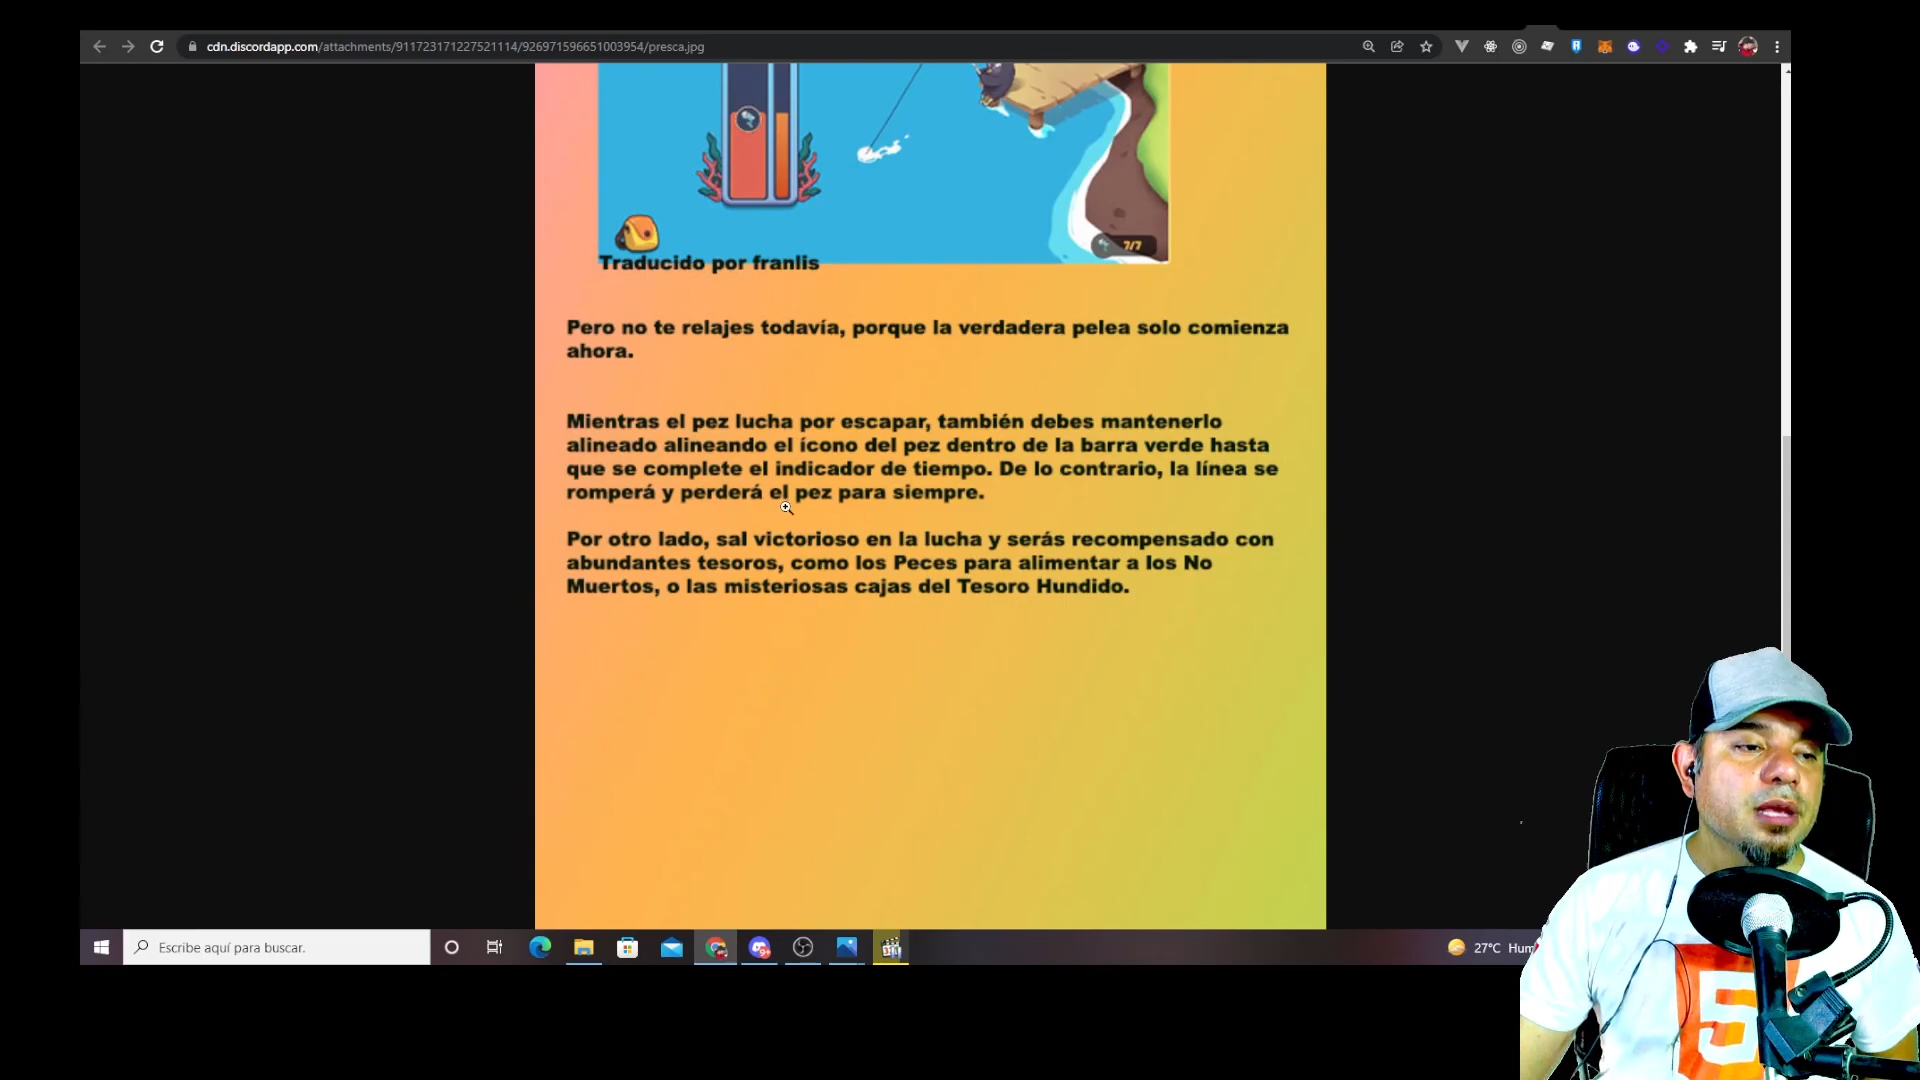 cdn.discordapp.com/attachments/911723171227521114/926971596651003954/presca.jpg
7/7
Traducido por franlis
Pero no te relajes todavía, porque la verdadera pelea solo comienza
ahora.
Mientras el pez lucha por escapar, también debes mantenerlo
alineado alineando el ícono del pez dentro de la barra verde hasta
que se complete el indicador de tiempo. De lo contrario, la línea se
romperá y perderá el pez para siempre.
Por otro lado, sal victorioso en la lucha y serás recompensado con
abundantes tesoros, como los Peces para alimentar a los No
Muertos, o las misteriosas cajas del Tesoro Hundido.
Escribe aquí para buscar.
27°C
5